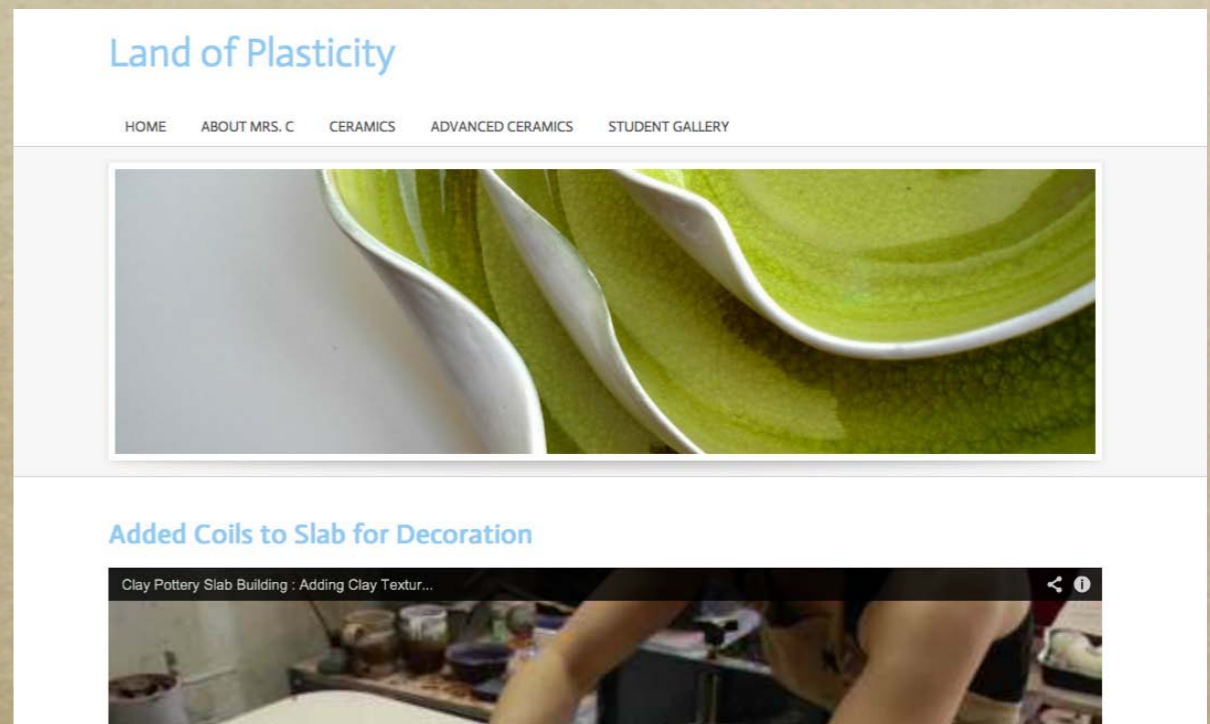 Land of Plasticity
HOME ABOUT MRS. C CERAMICS ADVANCED CERAMICS STUDENT GALLERY
Added Coils to Slab for Decoration
Clay Pottery Slab Building : Adding Clay Textur...